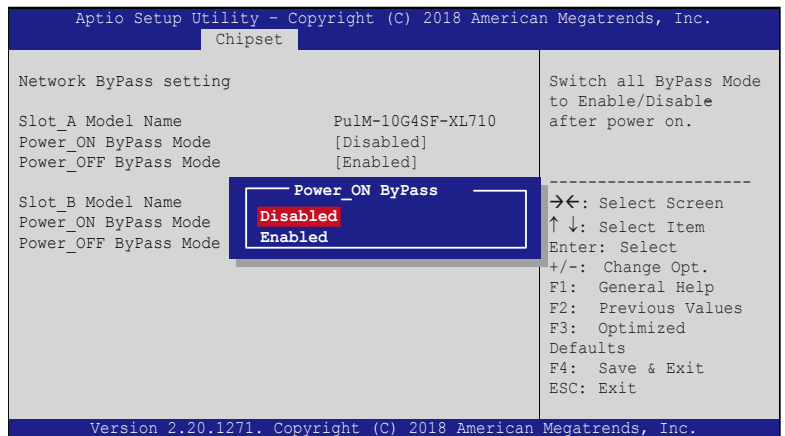 Aptio Setup Utility – Copyright (C) 2018 American Megatrends, Inc.
Chipset
Network ByPass setting
Slot_A Model Name PulM-10G4SF-XL710
Power_ON ByPass Mode [Disabled]
Power_OFF ByPass Mode [Enabled]
Slot_B Model Name
Power_ON ByPass Mode
Power_OFF ByPass Mode
Power_ON ByPass
Disabled
Enabled
Switch all ByPass Mode
to Enable/Disable
after power on.
---------------------
→←: Select Screen
↑ ↓: Select Item
Enter: Select
+/-: Change Opt.
F1: General Help
F2: Previous Values
F3: Optimized
Defaults
F4: Save & Exit
ESC: Exit
Version 2.20.1271. Copyright (C) 2018 American Megatrends, Inc.